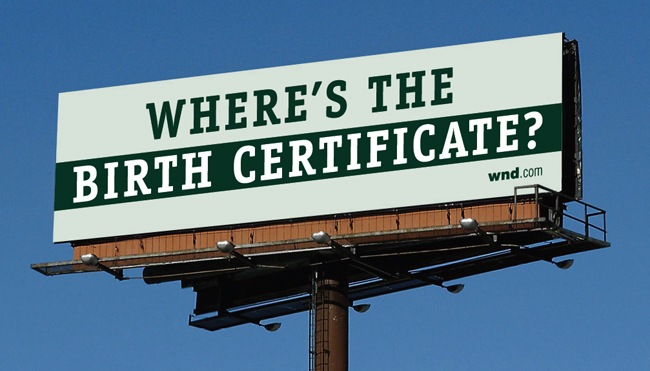 WHERE'S THE
BIRTH CERTIFICATE?
wnd.com